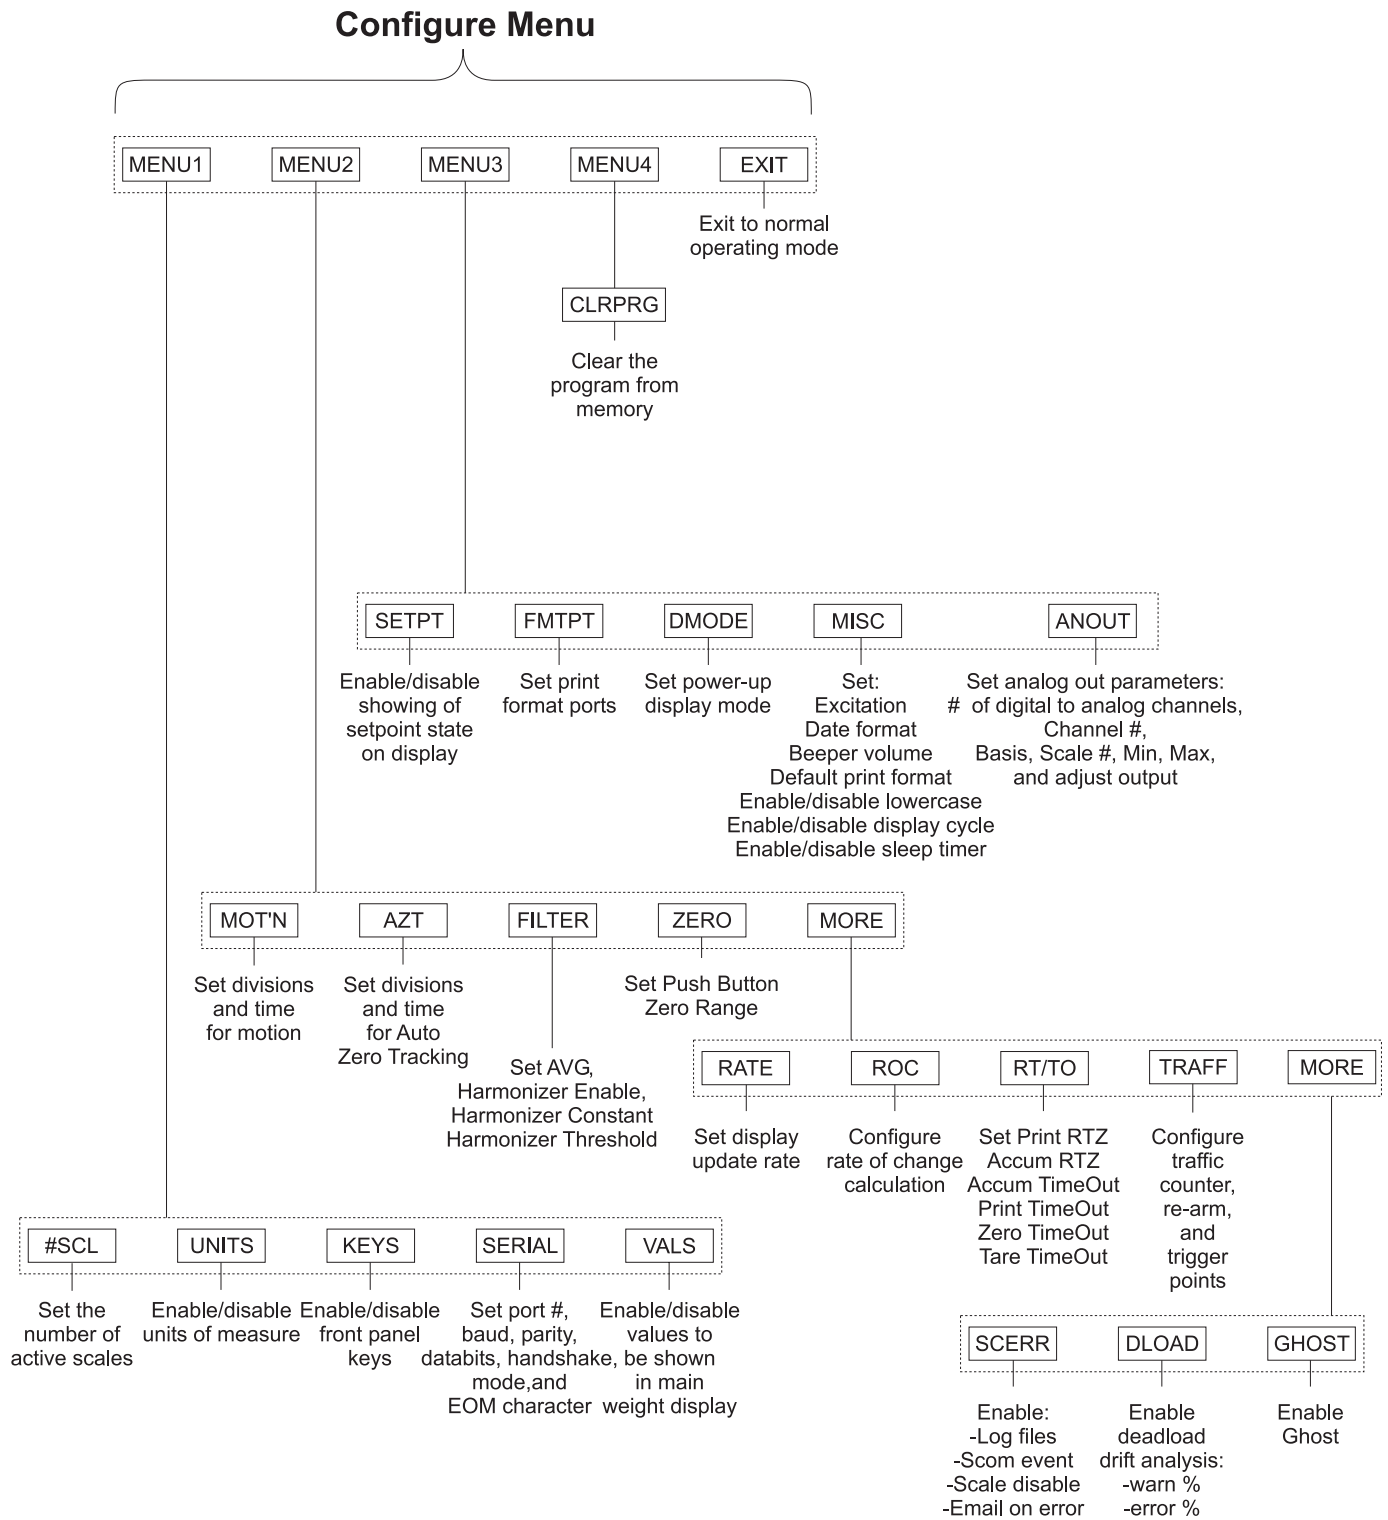 Configure Menu
MENU1
MENU2
MENU3
MENU4
EXIT
Exit to normal
operating mode
CLRPRG
Clear the
program from
memory
SETPT
FMTPT
DMODE
MISC
ANOUT
Enable/disable
showing of
setpoint state
on display
Set print
format ports
Set power-up
display mode
Set:
Excitation
Date format
Beeper volume
Default print format
Enable/disable lowercase
Enable/disable display cycle
Enable/disable sleep timer
Set analog out parameters:
# of digital to analog channels,
Channel #,
Basis, Scale #, Min, Max,
and adjust output
MOT'N
AZT
FILTER
ZERO
MORE
Set divisions
and time
for motion
Set divisions
and time
for Auto
Zero Tracking
Set AVG,
Harmonizer Enable,
Harmonizer Constant
Harmonizer Threshold
Set Push Button
Zero Range
RATE
ROC
RT/TO
TRAFF
MORE
Set display
update rate
Configure
rate of change
calculation
Set Print RTZ
Accum RTZ
Accum TimeOut
Print TimeOut
Zero TimeOut
Tare TimeOut
Configure
traffic
counter,
re-arm,
and
trigger
points
#SCL
UNITS
KEYS
SERIAL
VALS
Set the
number of
active scales
Enable/disable
units of measure
Enable/disable
front panel
keys
Set port #,
baud, parity,
databits, handshake,
mode,and
EOM character
Enable/disable
values to
be shown
in main
weight display
SCERR
DLOAD
GHOST
Enable:
-Log files
-Scom event
-Scale disable
-Email on error
Enable
deadload
drift analysis:
-warn %
-error %
Enable
Ghost